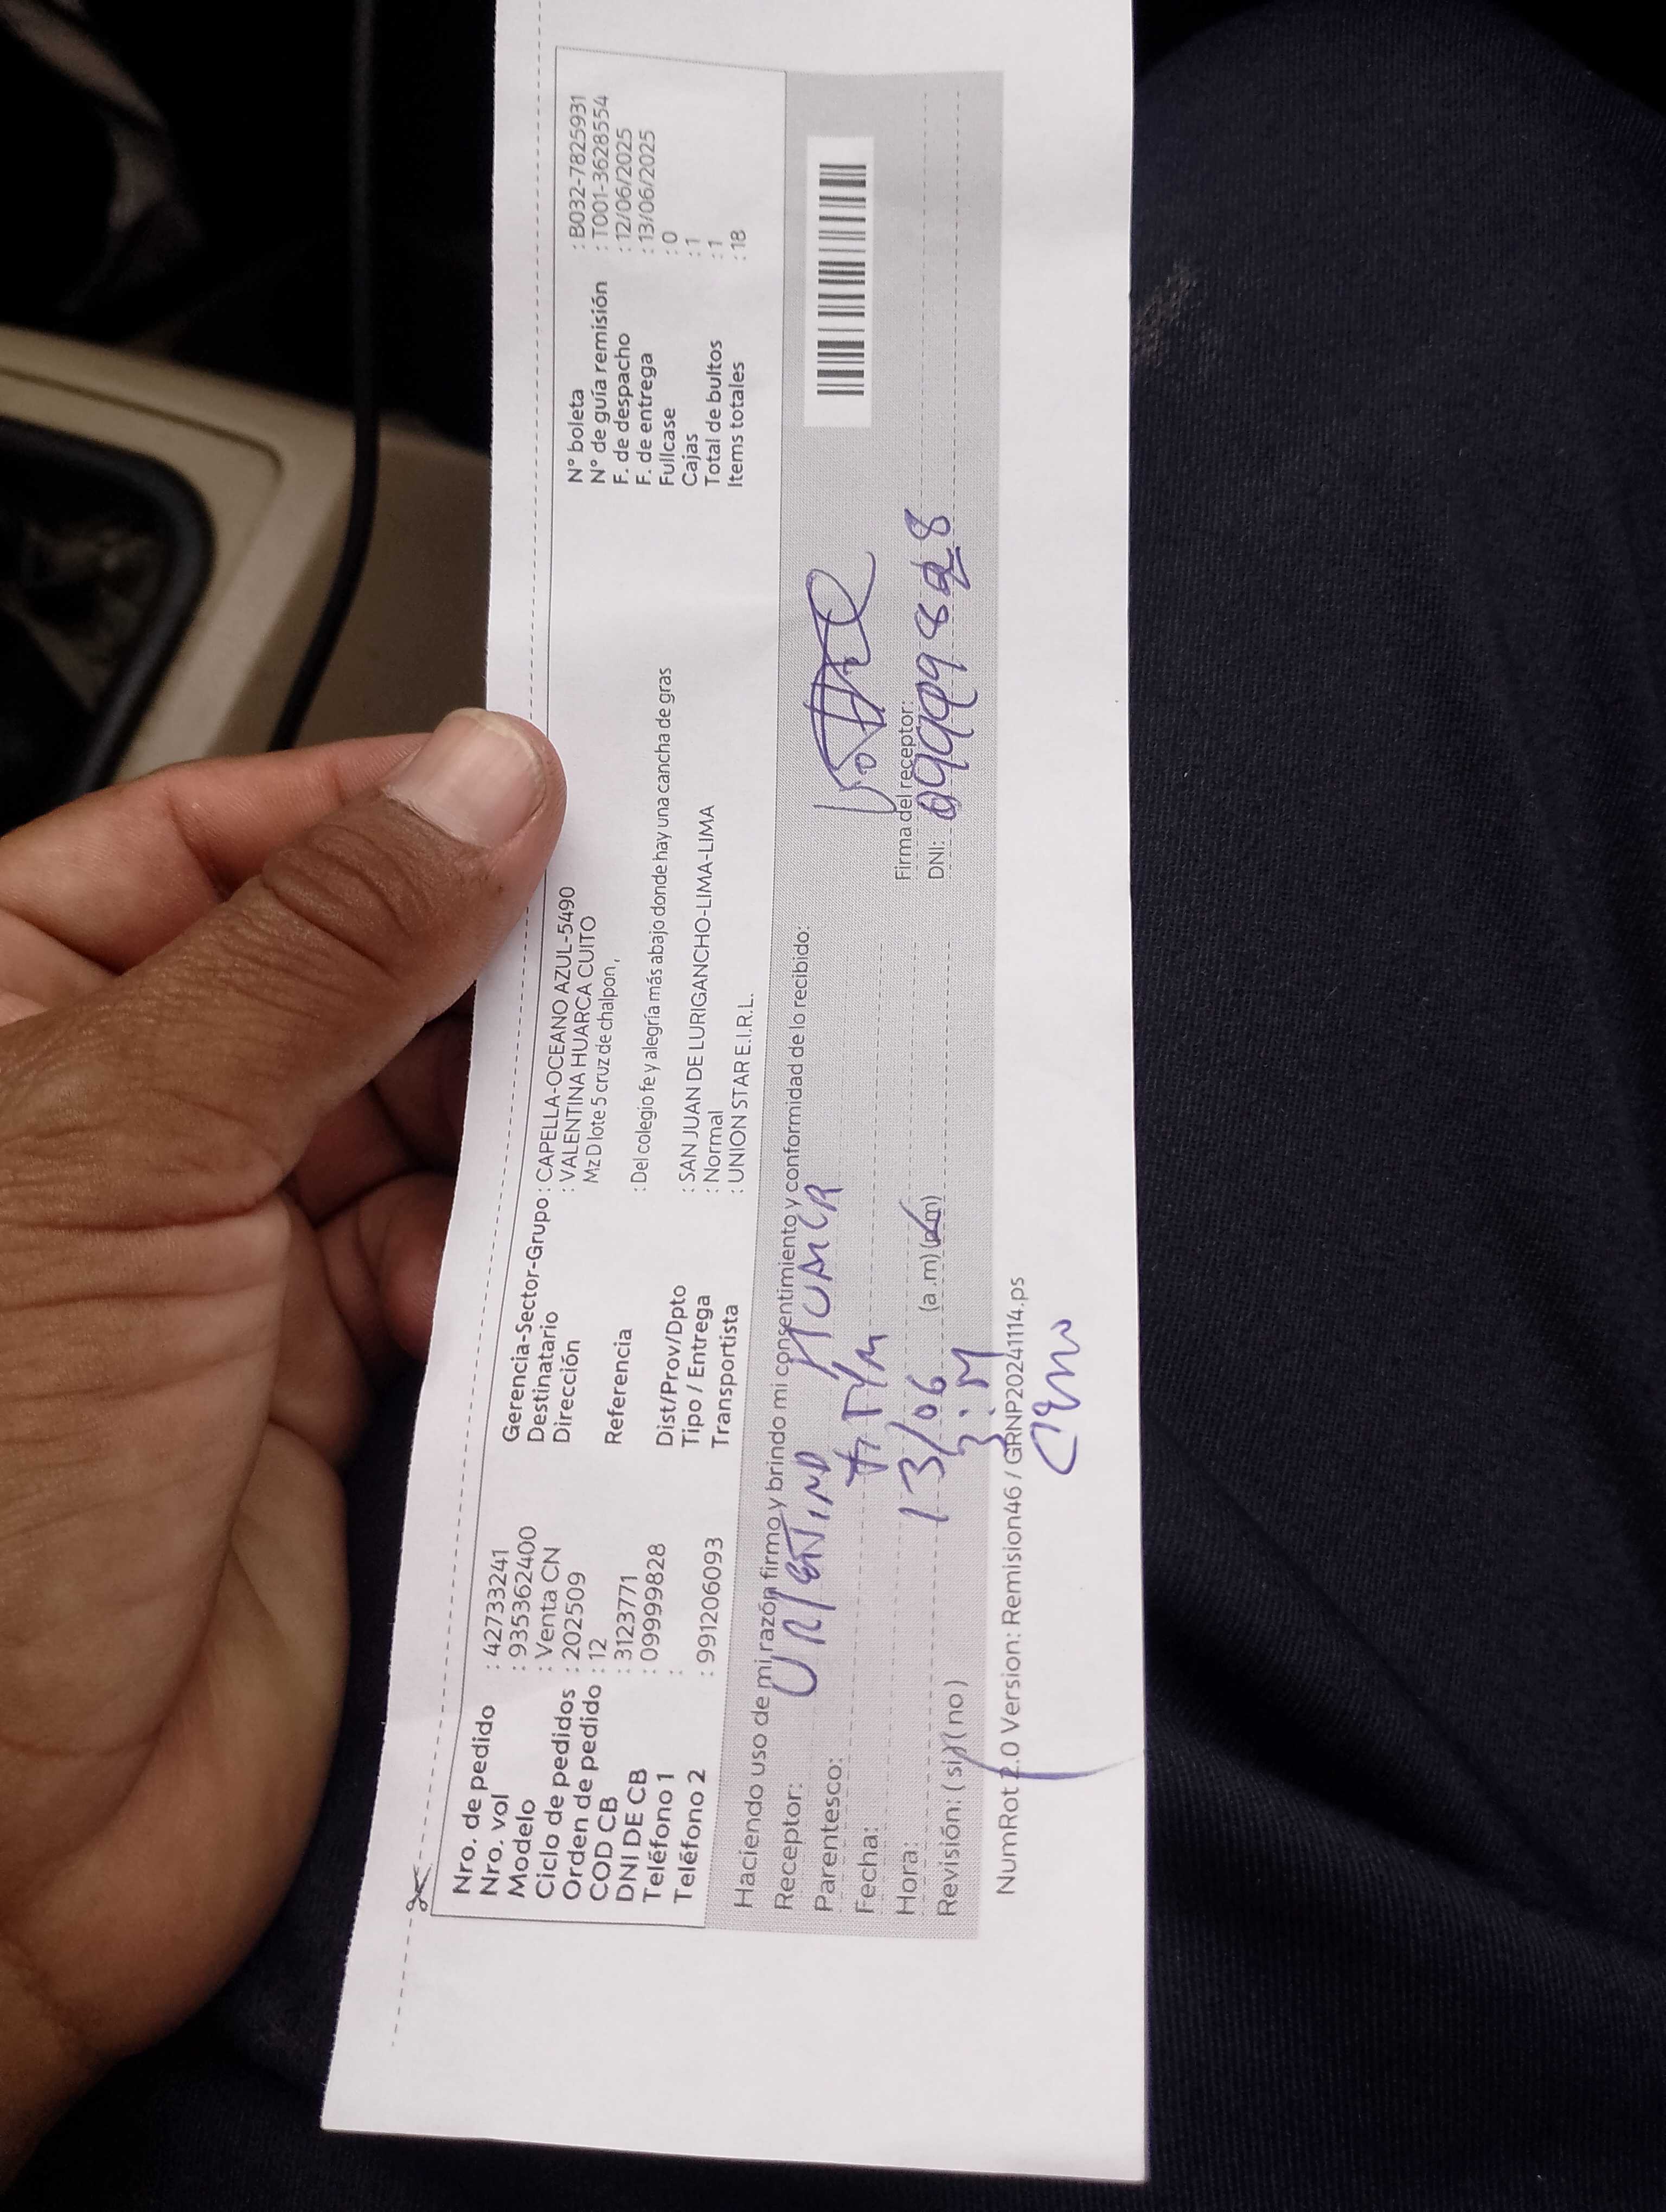 Nro. de pedido : 42733241
Nro. vol : 935362400
Modelo : Venta CN
Ciclo de pedidos : 202509
Orden de pedido : 12
COD CB : 3123771
DNI DE CB : 09999828
Teléfono 1 :
Teléfono 2 : 991206093
Gerencia-Sector-Grupo : CAPELLA-OCEANO AZUL-5490
Destinatario : VALENTINA HUARCA CUITO
Dirección Mz D lote 5 cruz de chalpon,
Referencia : Del colegio fe y alegría más abajo donde hay una cancha de gras
Dist/Prov/Dpto : SAN JUAN DE LURIGANCHO-LIMA-LIMA
Tipo / Entrega : Normal
Transportista : UNION STAR E.I.R.L.
N° boleta : B032-7825931
N° de guía remisión : T001-3628554
F. de despacho : 12/06/2025
F. de entrega : 13/06/2025
Fullcase : 0
Cajas : 1
Total de bultos : 1
Items totales : 18
Haciendo uso de mi razón firmo y brindo mi consentimiento y conformidad de lo recibido:
Receptor:
Parentesco:
Fecha: 13/06
Hora: (a.m) (p.m)
Revisión: (si) (no)
Firma del receptor:
DNI: 09999828
NumRot 2.0 Version: Remision46 / GRNP20241114.ps